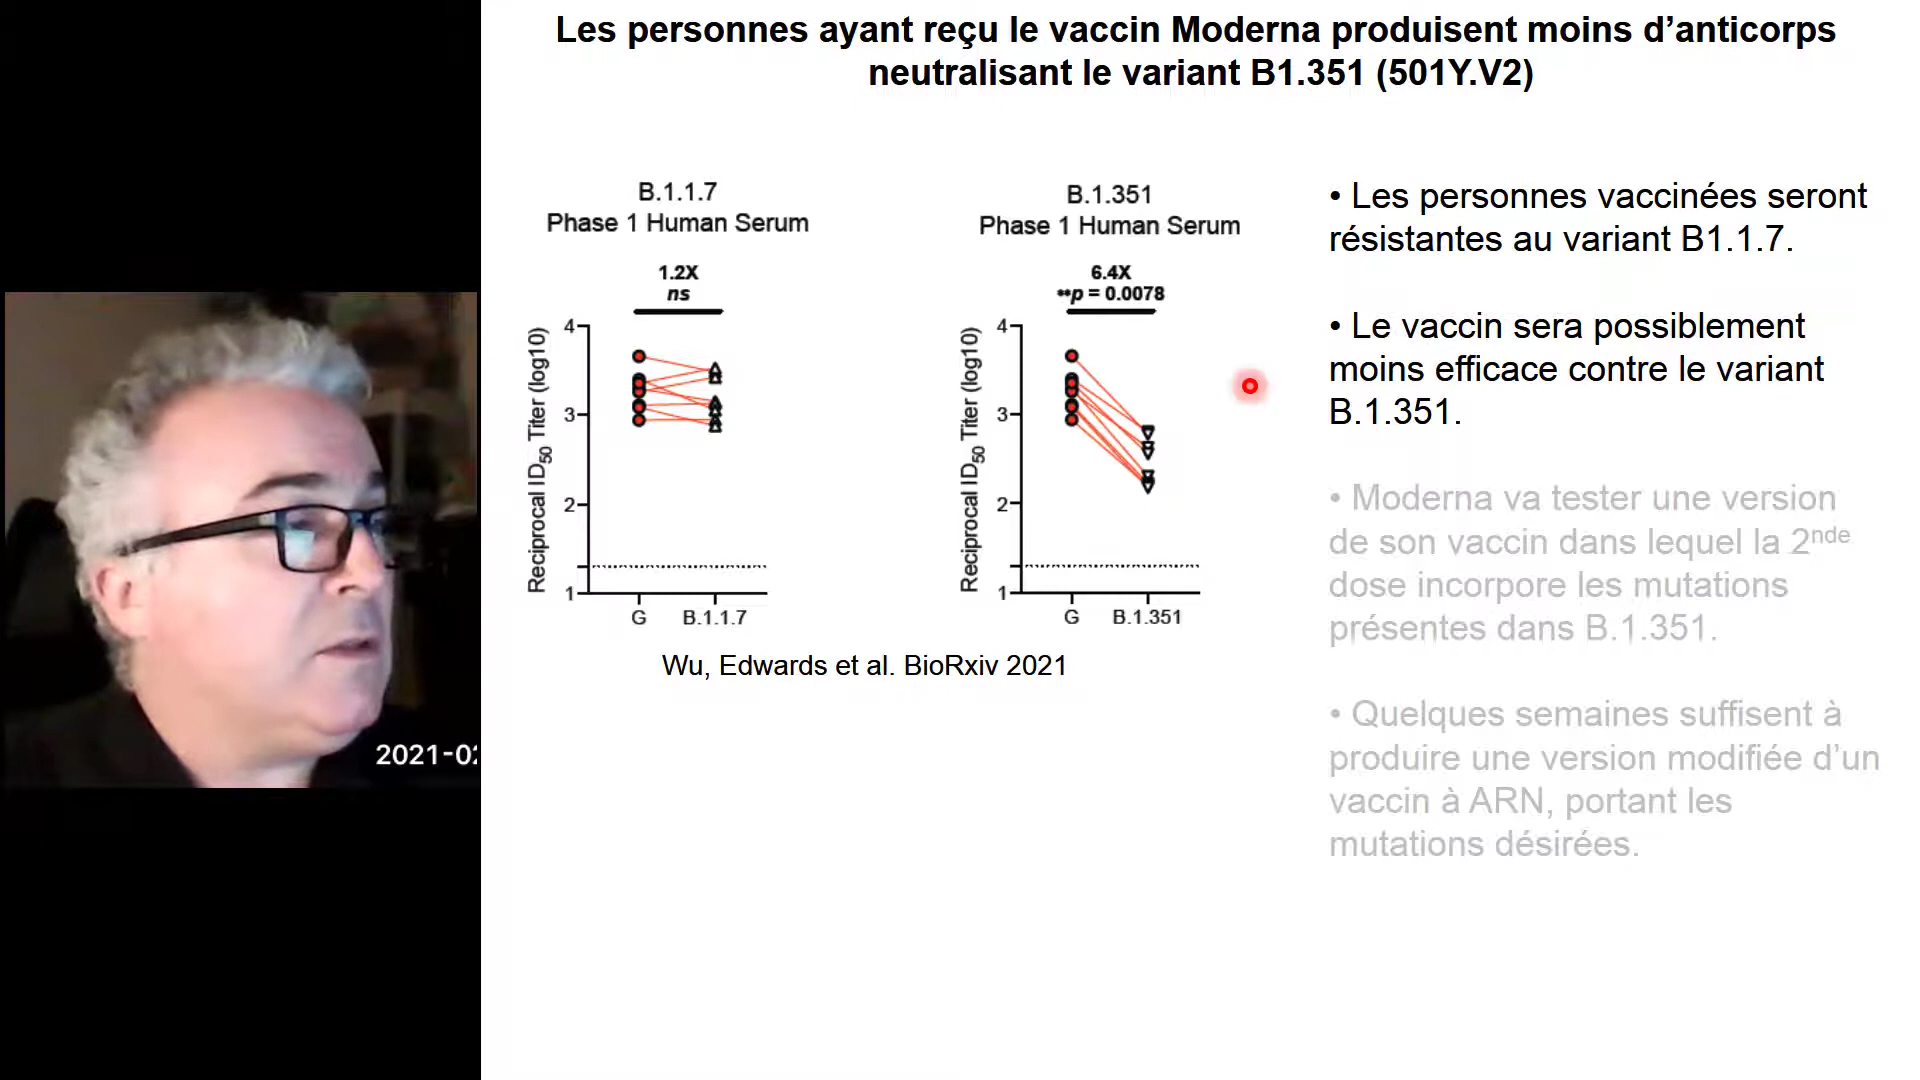 Les personnes ayant reçu le vaccin Moderna produisent moins d’anticorps
neutralisant le variant B1.351 (501Y.V2)
B.1.1.7
Phase 1 Human Serum
1.2X
ns
4
3
2
1
Reciprocal ID50 Titer (log10)
G
B.1.1.7
B.1.351
Phase 1 Human Serum
6.4X
**p = 0.0078
4
3
2
1
Reciprocal ID50 Titer (log10)
G
B.1.351
Wu, Edwards et al. BioRxiv 2021
• Les personnes vaccinées seront
résistantes au variant B1.1.7.
• Le vaccin sera possiblement
moins efficace contre le variant
B.1.351.
• Moderna va tester une version
de son vaccin dans lequel la 2nde
dose incorpore les mutations
présentes dans B.1.351.
• Quelques semaines suffisent à
produire une version modifiée d’un
vaccin à ARN, portant les
mutations désirées.
2021-02